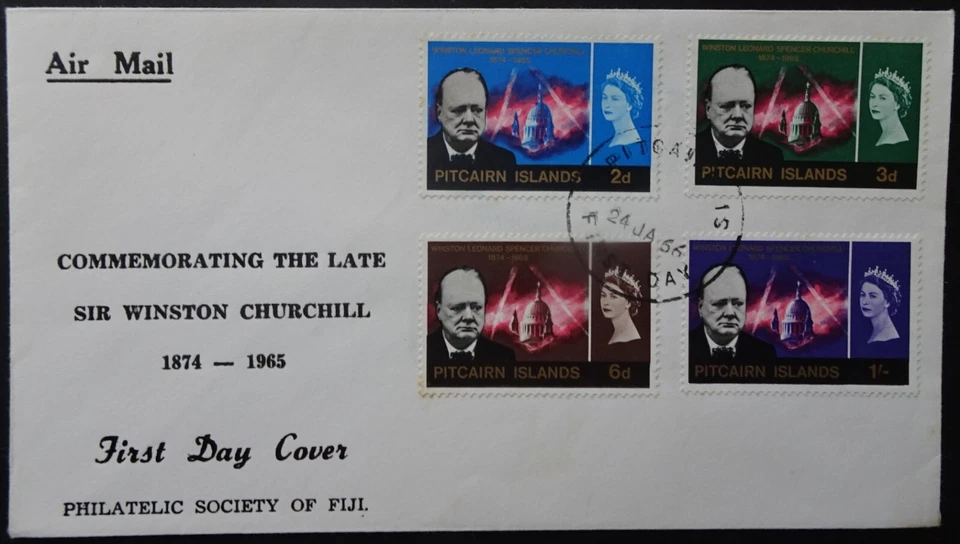 Air Mail
COMMEMORATING THE LATE
SIR WINSTON CHURCHILL
1874 — 1965
First Day Cover
PHILATELIC SOCIETY OF FIJI.
WINSTON LEONARD SPENCER CHURCHILL
1874-1965
PITCAIRN ISLANDS 2d
WINSTON LEONARD SPENCER CHURCHILL
1874-1965
PITCAIRN ISLANDS 3d
WINSTON LEONARD SPENCER CHURCHILL
1874-1965
PITCAIRN ISLANDS 6d
WINSTON LEONARD SPENCER CHURCHILL
1874-1965
PITCAIRN ISLANDS 1/-
IS
24 JA 66
DAY